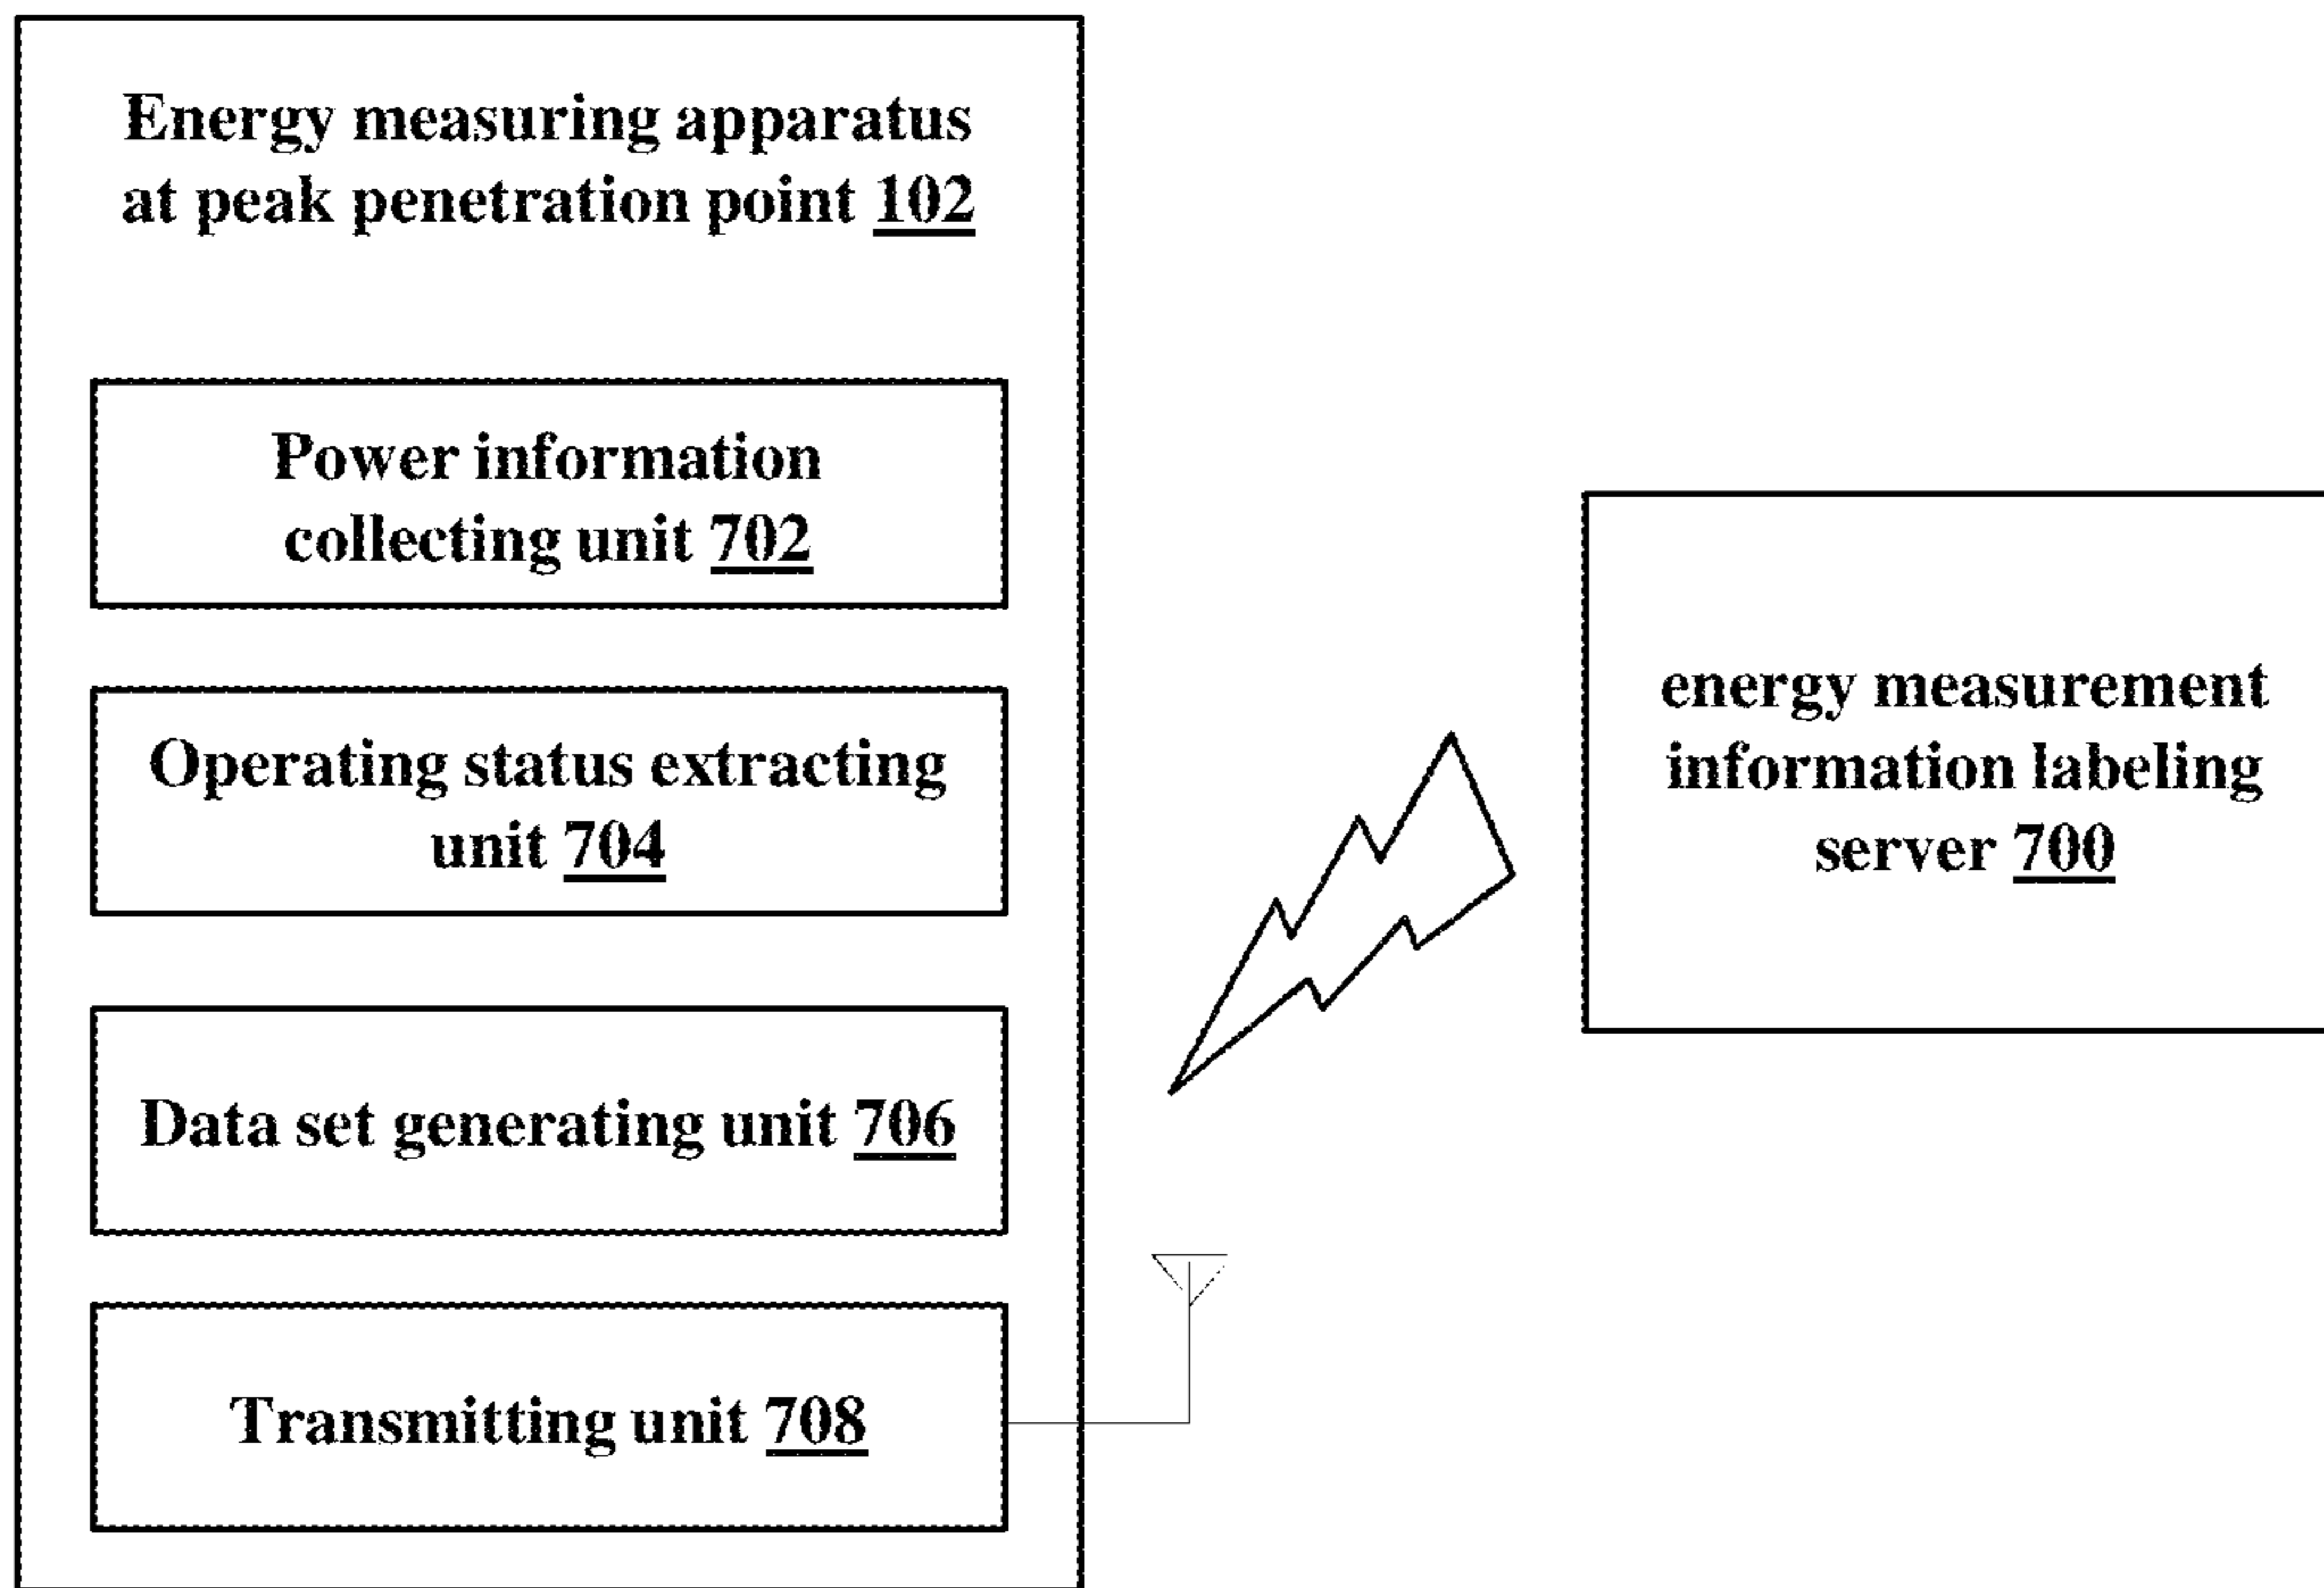 Energy measuring apparatus
at peak penetration point 102
Power information
collecting unit 702
Operating status extracting
unit 704
Data set generating unit 706
Transmitting unit 708
energy measurement
information labeling
server 700